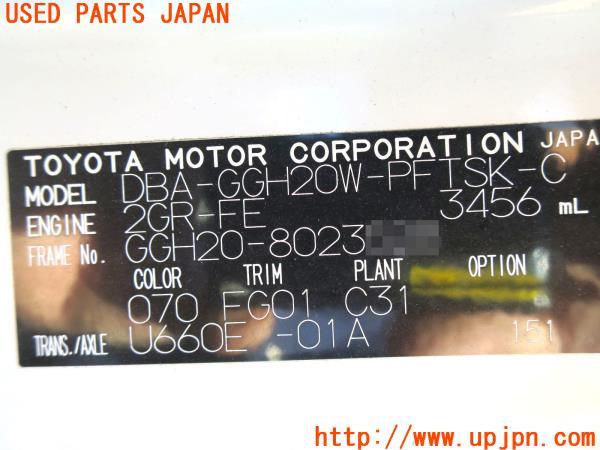 USED PARTS JAPAN
TOYOTA MOTOR CORPORATION JAPA
MODEL DBA-GGH20W-PFTSK-C
ENGINE 2GR-FE 3456 mL
FRAME No. GGH20-8023
COLOR TRIM PLANT OPTION
070 FG01 C31
TRANS./AXLE U660E -01A 151
http://www.upjpn.com